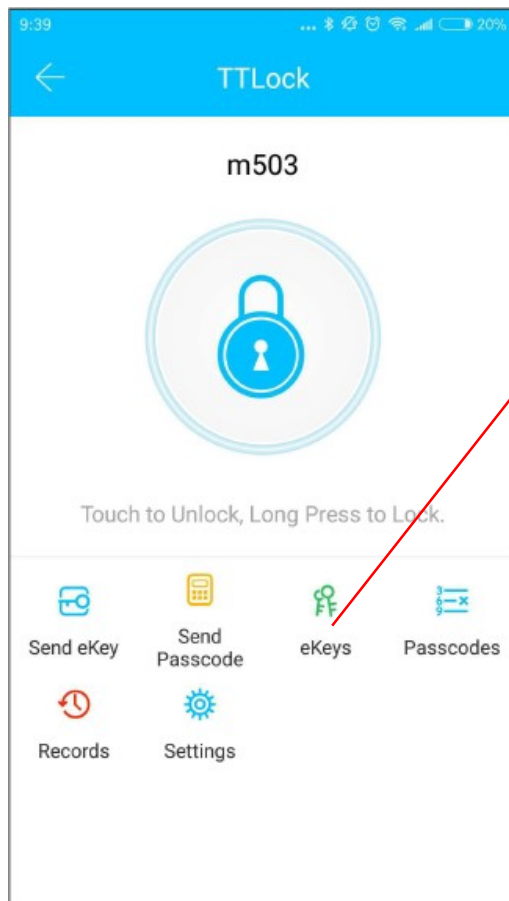 9:39 ... 20%
TTLock
m503
Touch to Unlock, Long Press to Lock.
Send eKey
Send
Passcode
eKeys
Passcodes
Records
Settings